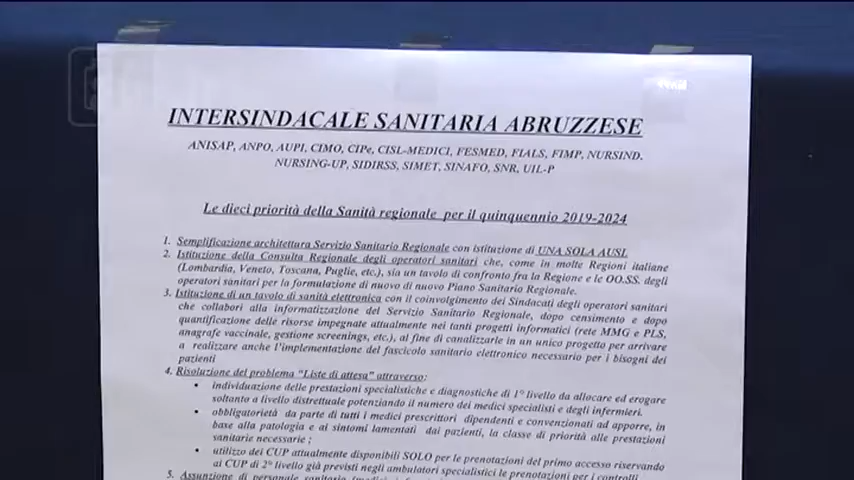 INTERSINDACALE SANITARIA ABRUZZESE
ANISAP, ANPO, AUPI, CIMO, CIPe, CISL-MEDICI, FESMED, FIALS, FIMP, NURSIND.
NURSING-UP, SIDIRSS, SIMET, SINAFO, SNR, UIL-P
Le dieci priorità della Sanità regionale per il quinquennio 2019-2024
1. Semplificazione architettura Servizio Sanitario Regionale con istituzione di UNA SOLA AUSL
2. Istituzione della Consulta Regionale degli operatori sanitari che, come in molte Regioni italiane
(Lombardia, Veneto, Toscana, Puglie, etc.), sia un tavolo di confronto fra la Regione e le OO.SS. degli
operatori sanitari per la formulazione di nuovo di nuovo Piano Sanitario Regionale.
3. Istituzione di un tavolo di sanità elettronica con il coinvolgimento dei Sindacati degli operatori sanitari
che collabori alla informatizzazione del Servizio Sanitario Regionale, dopo censimento e dopo
quantificazione delle risorse impegnate attualmente nei tanti progetti informatici (rete MMG e PLS,
anagrafe vaccinale, gestione screenings, etc.), al fine di canalizzarle in un unico progetto per arrivare
a realizzare anche l'implementazione del fascicolo sanitario elettronico necessario per i bisogni dei
pazienti
4. Risoluzione del problema "Liste di attesa" attraverso:
• individuazione delle prestazioni specialistiche e diagnostiche di 1° livello da allocare ed erogare
soltanto a livello distrettuale potenziando il numero dei medici specialisti e degli infermieri.
• obbligatorietà da parte di tutti i medici prescrittori dipendenti e convenzionati ad apporre, in
base alla patologia e ai sintomi lamentati dai pazienti, la classe di priorità alle prestazioni
sanitarie necessarie ;
• utilizzo dei CUP attualmente disponibili SOLO per le prenotazioni del primo accesso riservando
ai CUP di 2° livello già previsti negli ambulatori specialistici le prenotazioni per i controlli
5. Assunzione di personale sanitario